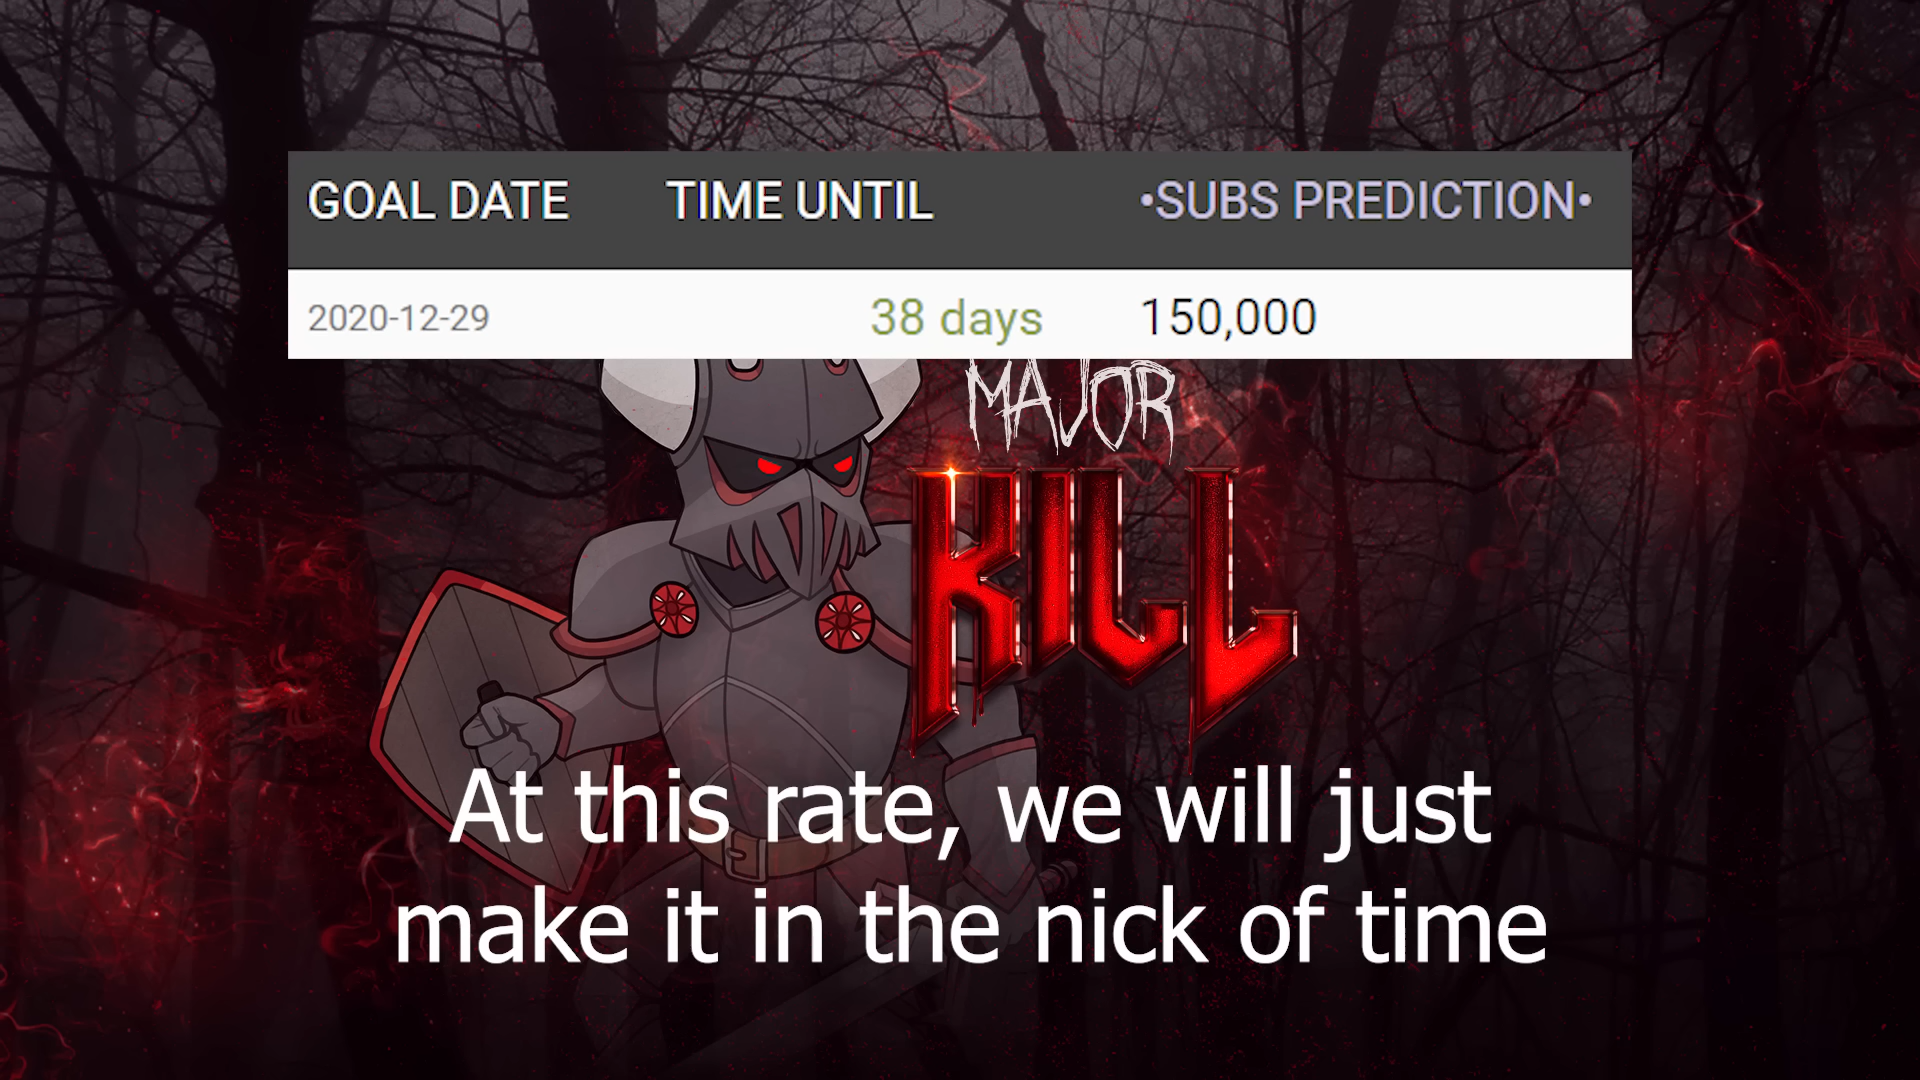 GOAL DATE TIME UNTIL •SUBS PREDICTION•
2020-12-29 38 days 150,000
MAJOR
KILL
At this rate, we will just
make it in the nick of time